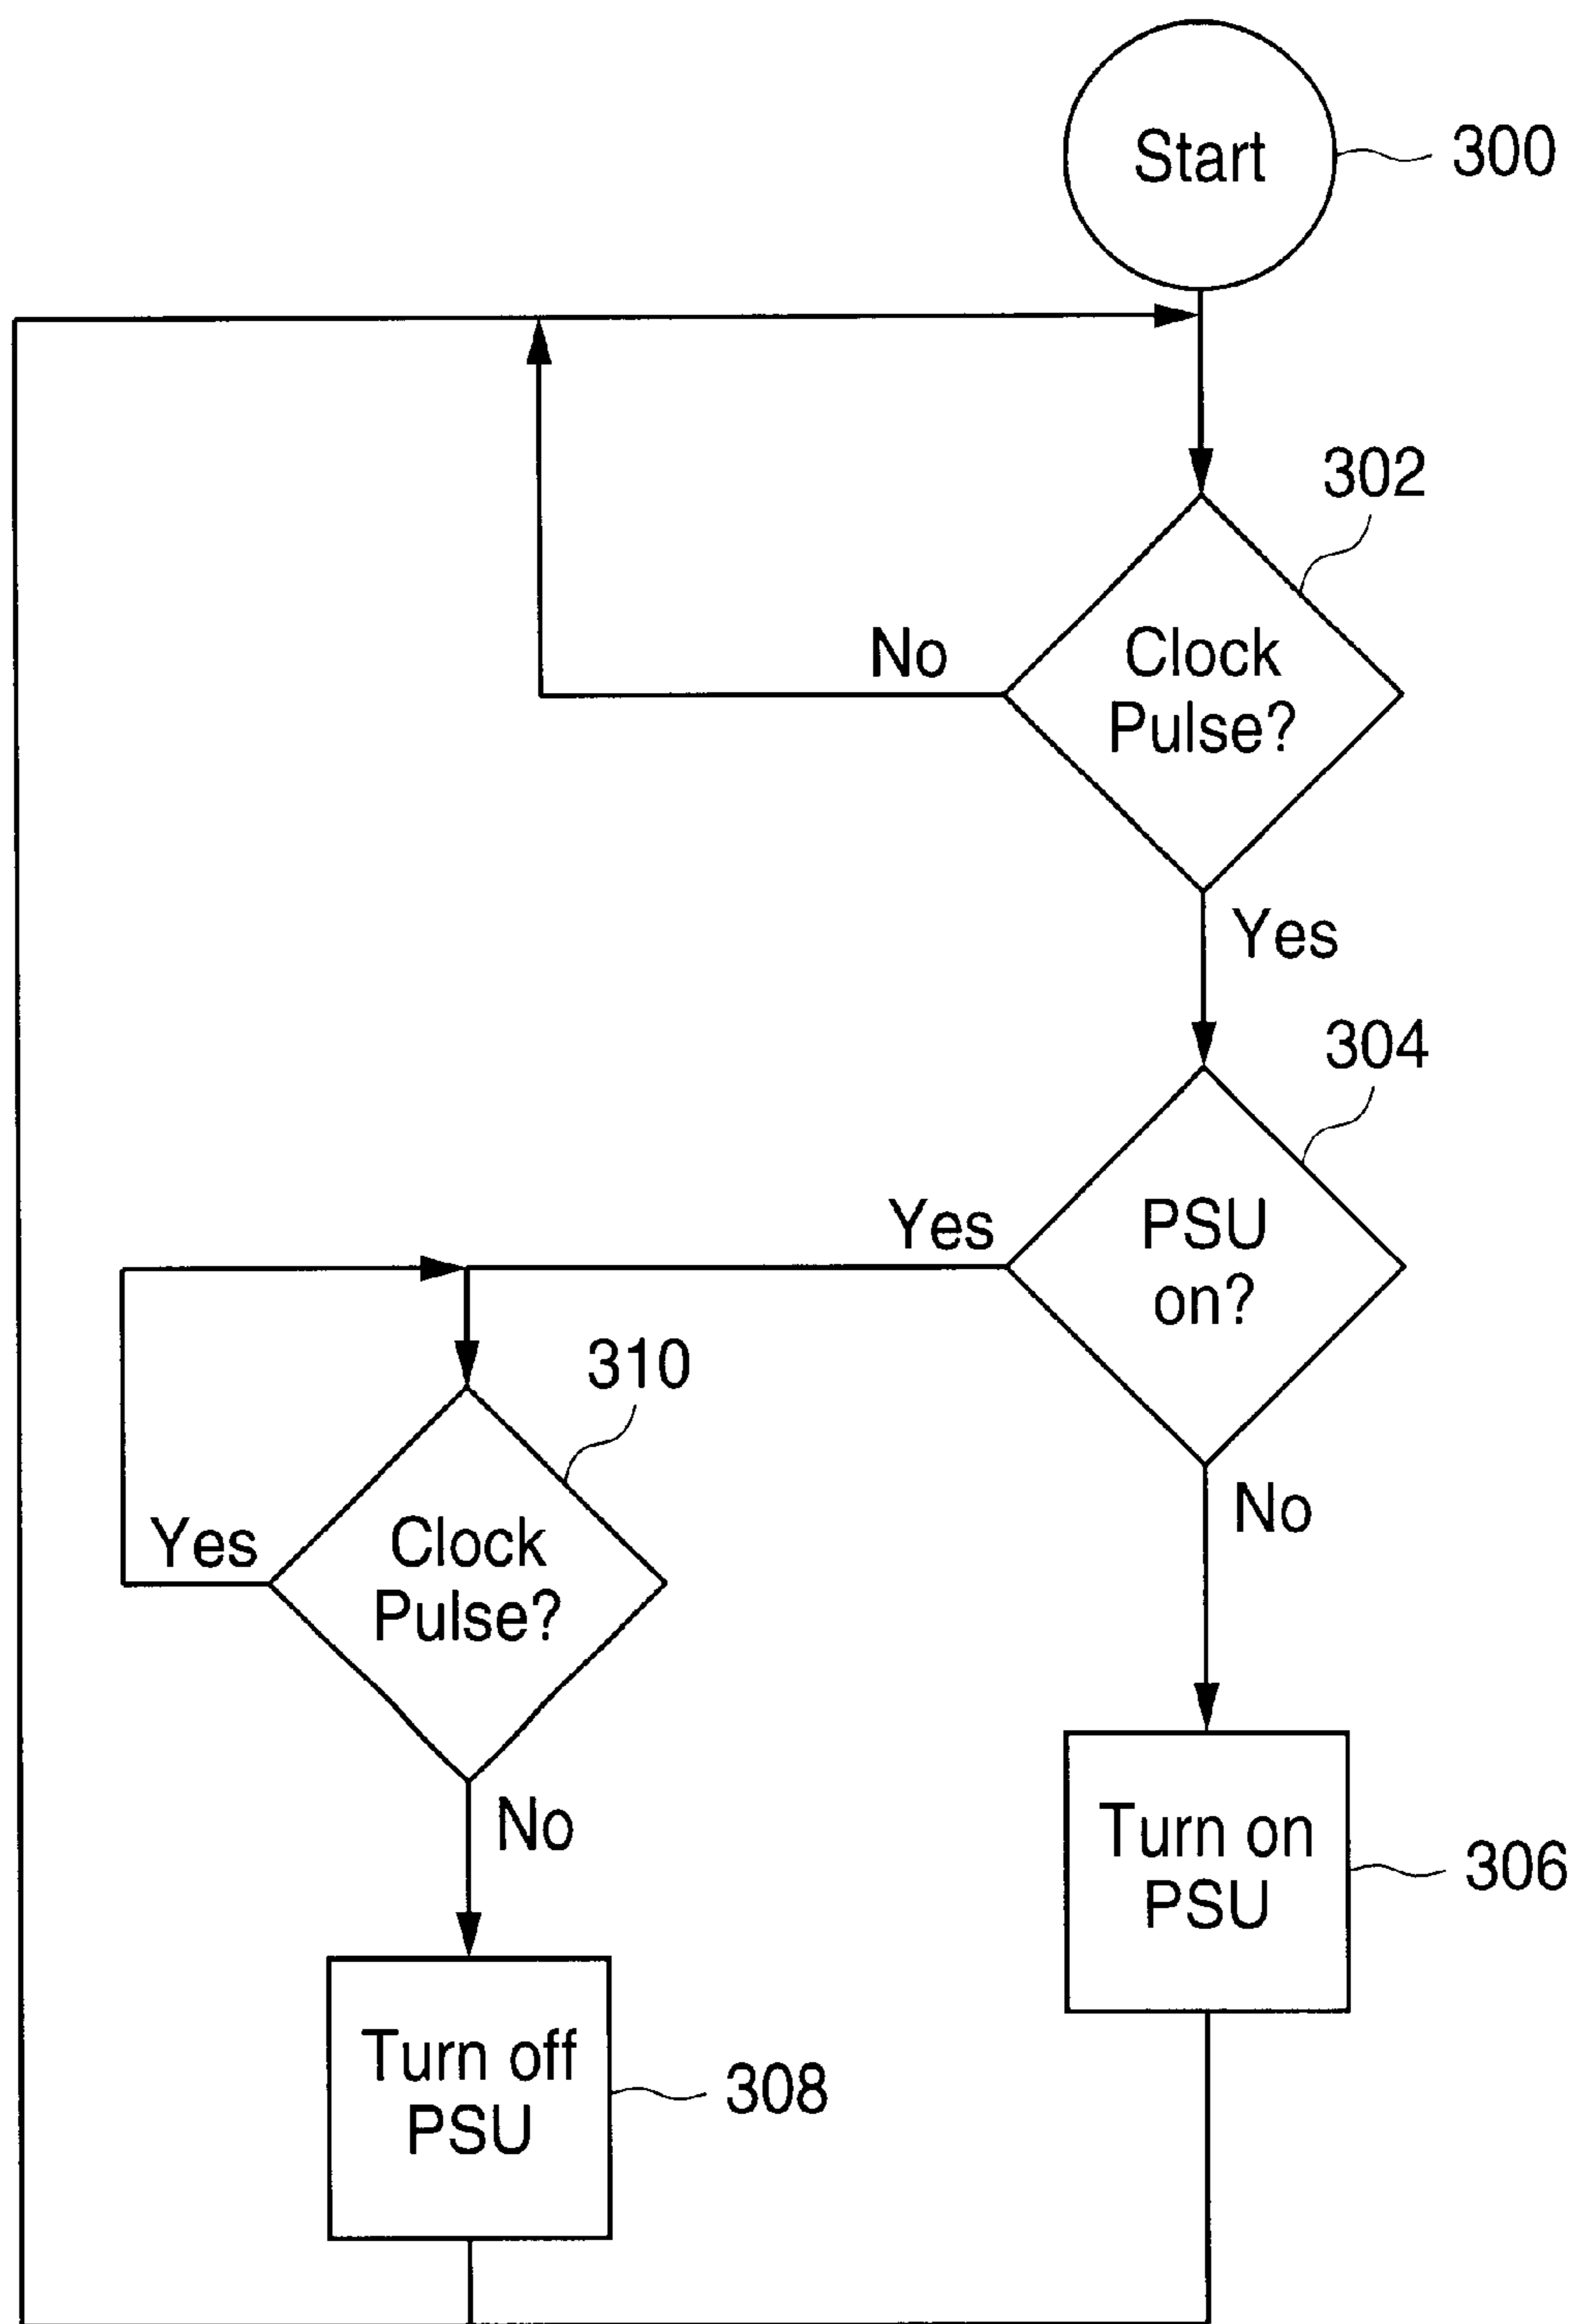 Start
300
302
Clock
Pulse?
No
Yes
304
PSU
on?
Yes
No
310
Clock
Pulse?
Yes
No
Turn on
PSU
306
Turn off
PSU
308